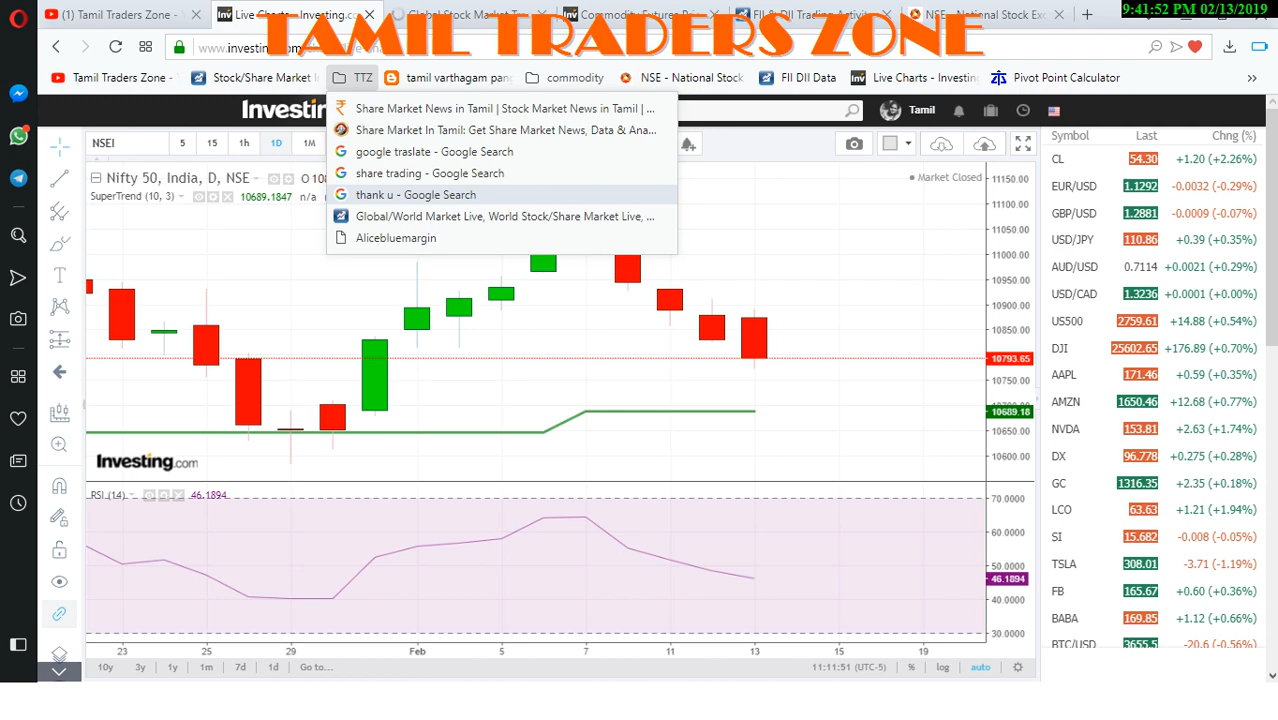 9:41:52 PM 02/13/2019
(1) Tamil Traders Zone -
Live Charts - Investing.co
Global Stock Market
Commodity Futures Pric
FII & DII Trading Activit
NSE - National Stock Exc
TAMIL TRADERS ZONE
www.investing.com
Tamil Traders Zone -
Stock/Share Market I
TTZ
tamil varthagam pan
commodity
NSE - National Stock
FII DII Data
Live Charts - Investin
Pivot Point Calculator
»
Investing
Tamil
Share Market News in Tamil | Stock Market News in Tamil | ...
Share Market In Tamil: Get Share Market News, Data & Ana...
google traslate - Google Search
share trading - Google Search
thank u - Google Search
Global/World Market Live, World Stock/Share Market Live, ...
Alicebluemargin
NSEI
5
15
1h
1D
1M
Nifty 50, India, D, NSE
O 108
SuperTrend (10, 3)
10689.1847
n/a
Market Closed
11150.00
11100.00
11050.00
11000.00
10950.00
10900.00
10850.00
10793.65
10750.00
10689.18
10650.00
10600.00
Investing.com
RSI (14)
46.1894
70.0000
60.0000
50.0000
46.1894
40.0000
30.0000
23
25
29
Feb
5
7
11
13
15
19
10y
3y
1y
1m
7d
1d
Go to...
11:11:51 (UTC-5)
%
log
auto
Symbol Last Chng (%)
CL 54.30 +1.20 (+2.26%)
EUR/USD 1.1292 -0.0032 (-0.29%)
GBP/USD 1.2881 -0.0009 (-0.07%)
USD/JPY 110.86 +0.39 (+0.35%)
AUD/USD 0.7114 +0.0021 (+0.29%)
USD/CAD 1.3236 +0.0001 (+0.00%)
US500 2759.61 +14.88 (+0.54%)
DJI 25602.65 +176.89 (+0.70%)
AAPL 171.46 +0.59 (+0.35%)
AMZN 1650.46 +12.68 (+0.77%)
NVDA 153.81 +2.63 (+1.74%)
DX 96.778 +0.275 (+0.28%)
GC 1316.35 +2.35 (+0.18%)
LCO 63.63 +1.21 (+1.94%)
SI 15.682 -0.008 (-0.05%)
TSLA 308.01 -3.71 (-1.19%)
FB 165.67 +0.60 (+0.36%)
BABA 169.85 +1.12 (+0.66%)
BTC/USD 3655.5 -20.6 (-0.56%)